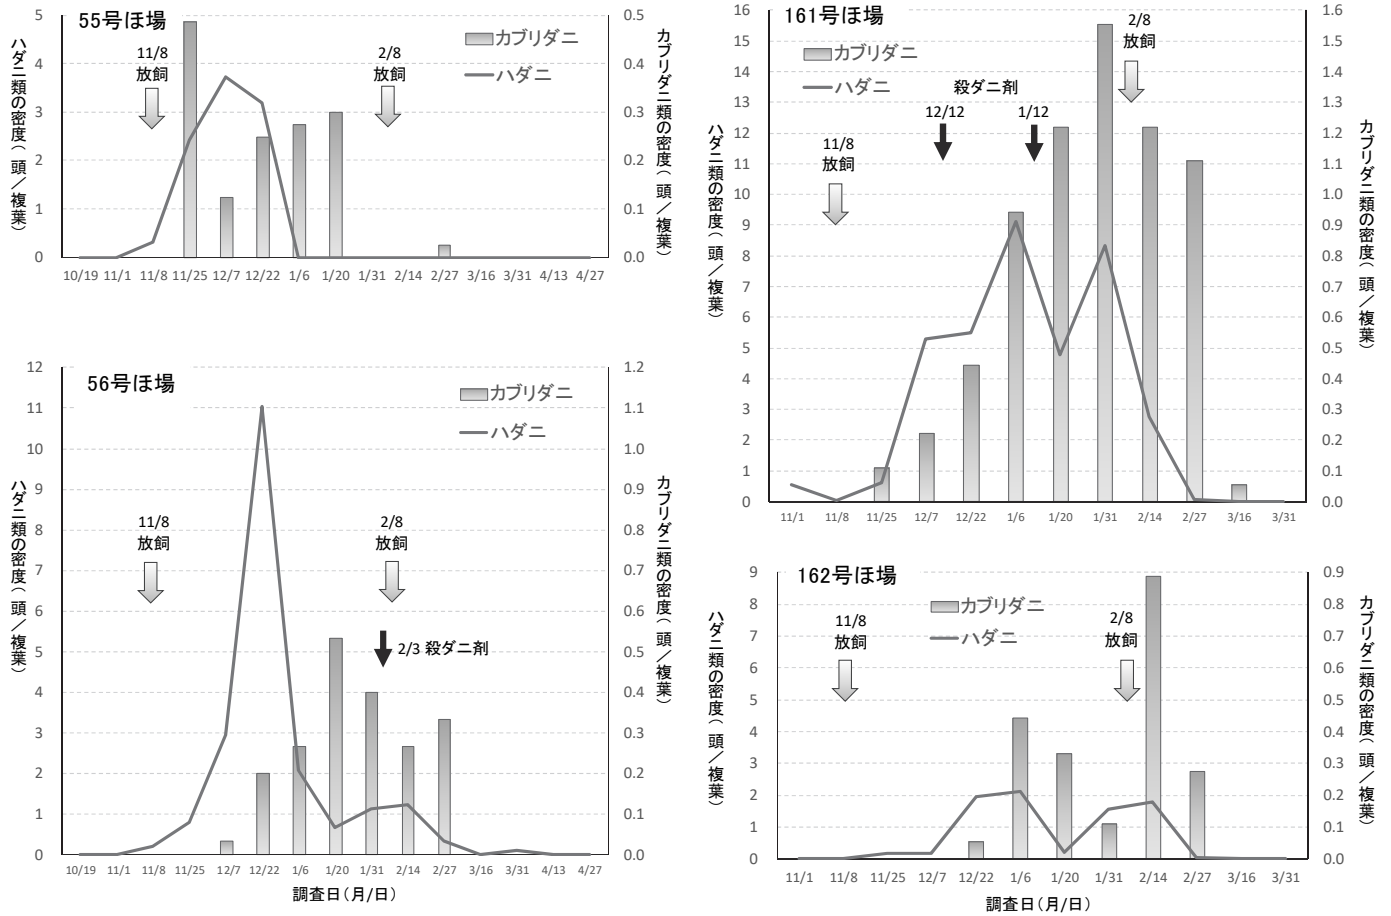 55号ほ場
ハダニ類の密度(頭/複葉)
カブリダニ類の密度(頭/複葉)
カブリダニ
ハダニ
11/8
放飼
2/8
放飼
5
4
3
2
1
0
0.5
0.4
0.3
0.2
0.1
0.0
10/19 11/1 11/8 11/25 12/7 12/22 1/6 1/20 1/31 2/14 2/27 3/16 3/31 4/13 4/27
56号ほ場
ハダニ類の密度(頭/複葉)
カブリダニ類の密度(頭/複葉)
カブリダニ
ハダニ
11/8
放飼
2/8
放飼
2/3 殺ダニ剤
12
11
10
9
8
7
6
5
4
3
2
1
0
1.2
1.1
1.0
0.9
0.8
0.7
0.6
0.5
0.4
0.3
0.2
0.1
0.0
10/19 11/1 11/8 11/25 12/7 12/22 1/6 1/20 1/31 2/14 2/27 3/16 3/31 4/13 4/27
調査日(月/日)
161号ほ場
ハダニ類の密度(頭/複葉)
カブリダニ類の密度(頭/複葉)
カブリダニ
ハダニ
11/8
放飼
殺ダニ剤
12/12
1/12
2/8
放飼
16
15
14
13
12
11
10
9
8
7
6
5
4
3
2
1
0
1.6
1.5
1.4
1.3
1.2
1.1
1.0
0.9
0.8
0.7
0.6
0.5
0.4
0.3
0.2
0.1
0.0
11/1 11/8 11/25 12/7 12/22 1/6 1/20 1/31 2/14 2/27 3/16 3/31
162号ほ場
ハダニ類の密度(頭/複葉)
カブリダニ類の密度(頭/複葉)
カブリダニ
ハダニ
11/8
放飼
2/8
放飼
9
8
7
6
5
4
3
2
1
0
0.9
0.8
0.7
0.6
0.5
0.4
0.3
0.2
0.1
0.0
11/1 11/8 11/25 12/7 12/22 1/6 1/20 1/31 2/14 2/27 3/16 3/31
調査日(月/日)